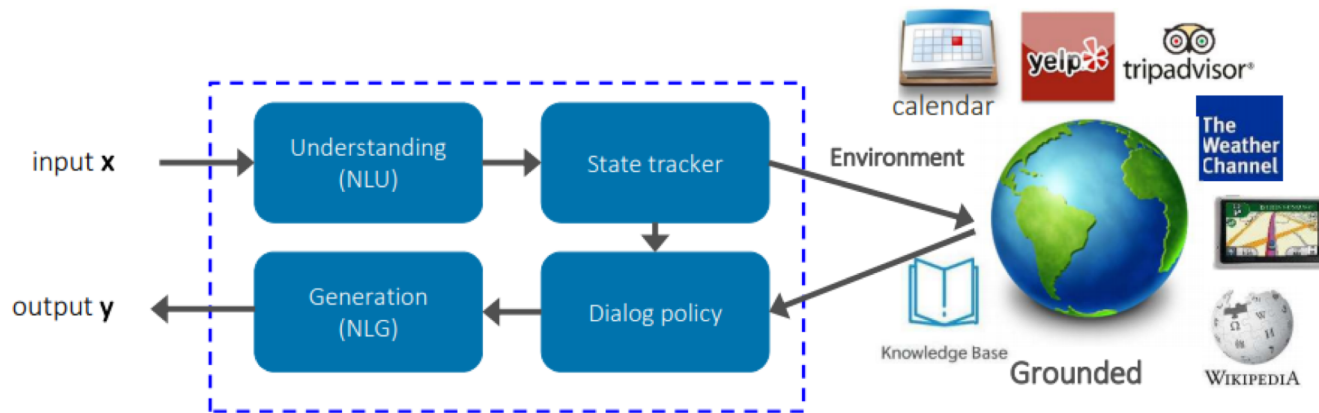 calendar
yelp
tripadvisor®
The
Weather
Channel
input x
Understanding
(NLU)
State tracker
Environment
output y
Generation
(NLG)
Dialog policy
Knowledge Base
Grounded
WIKIPEDIA